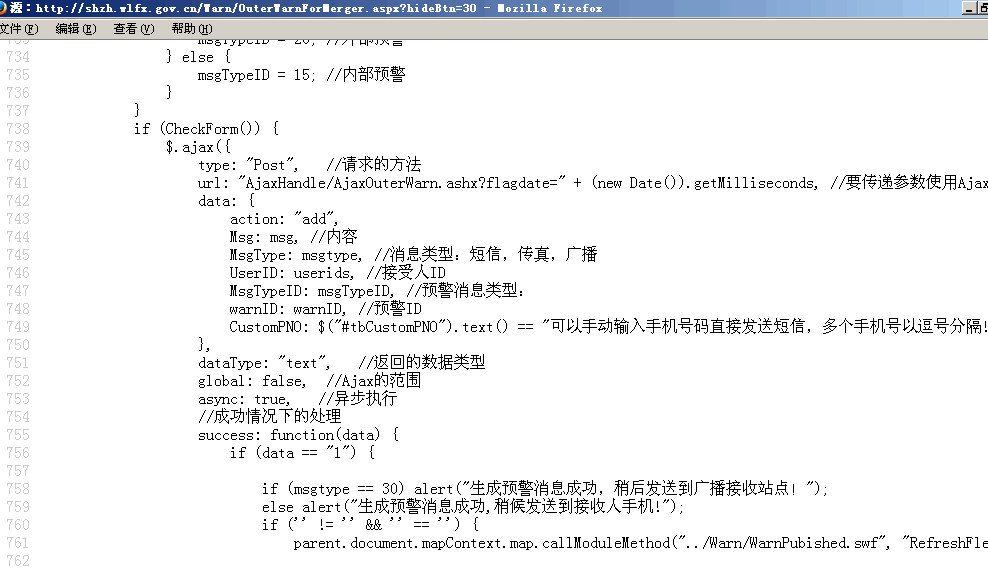 源：http://shzh.wlfx.gov.cn/Warn/OuterWarnForMerger.aspx?hideBtn=30 - Mozilla Firefox
文件(F) 编辑(E) 查看(V) 帮助(H)
733 msgTypeID = 20; //外部预警
734 } else {
735 msgTypeID = 15; //内部预警
736 }
737 }
738 if (CheckForm()) {
739 $.ajax({
740 type: "Post", //请求的方法
741 url: "AjaxHandle/AjaxOuterWarn.ashx?flagdate=" + (new Date()).getMilliseconds, //要传递参数使用Ajax
742 data: {
743 action: "add",
744 Msg: msg, //内容
745 MsgType: msgtype, //消息类型：短信，传真，广播
746 UserID: userids, //接受人ID
747 MsgTypeID: msgTypeID, //预警消息类型：
748 warnID: warnID, //预警ID
749 CustomPNO: $("#tbCustomPNO").text() == "可以手动输入手机号码直接发送短信，多个手机号以逗号分隔!
750 },
751 dataType: "text", //返回的数据类型
752 global: false, //Ajax的范围
753 async: true, //异步执行
754 //成功情况下的处理
755 success: function(data) {
756 if (data == "1") {
757
758 if (msgtype == 30) alert("生成预警消息成功，稍后发送到广播接收站点！");
759 else alert("生成预警消息成功,稍候发送到接收人手机!");
760 if ('' != '' && '' == '') {
761 parent.document.mapContext.map.callModuleMethod("../Warn/WarnPubished.swf", "RefreshFle
762